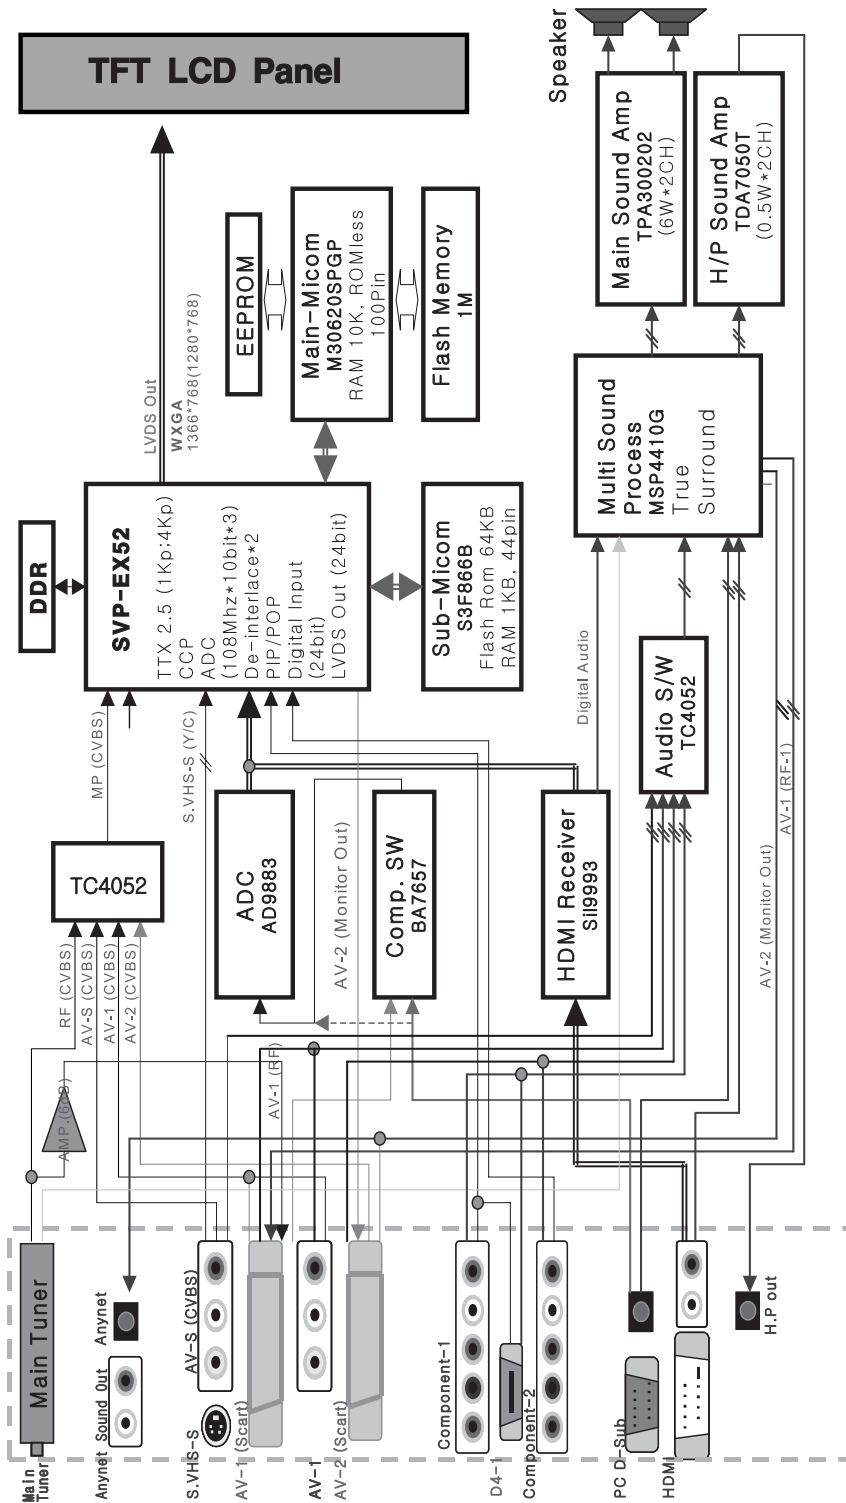 TFT LCD Panel
Speaker
Main Sound Amp
TPA300202
(6W*2CH)
H/P Sound Amp
TDA7050T
(0.5W*2CH)
LVDS Out
WXGA
1366*768(1280*768)
EEPROM
Main-Micom
M30620SPGP
RAM 10K, ROMless
100Pin
Flash Memory
1M
Multi Sound
Process
MSP4410G
True
Surround
DDR
SVP-EX52
TTX 2.5 (1Kp;4Kp)
CCP
ADC
(108Mhz*10bit*3)
De-interlace*2
PIP/POP
Digital Input
(24bit)
LVDS Out (24bit)
Sub-Micom
S3F866B
Flash Rom 64KB
RAM 1KB, 44pin
Digital Audio
Audio S/W
TC4052
MP (CVBS)
S.VHS-S (Y/C)
TC4052
ADC
AD9883
AV-2 (Monitor Out)
Comp. SW
BA7657
HDMI Receiver
SiI9993
AV-1 (RF-1)
AV-2 (Monitor Out)
RF (CVBS)
AV-S (CVBS)
AV-1 (CVBS)
AV-2 (CVBS)
AV-1 (RF)
AMP.(6dB)
Main Tuner
Main
Tuner
Anynet
Anynet Sound Out
AV-S (CVBS)
S.VHS-S
AV-1 (Scart)
AV-1
AV-2 (Scart)
Component-1
D4-1
Component-2
PC D-Sub
HDMI
H.P out